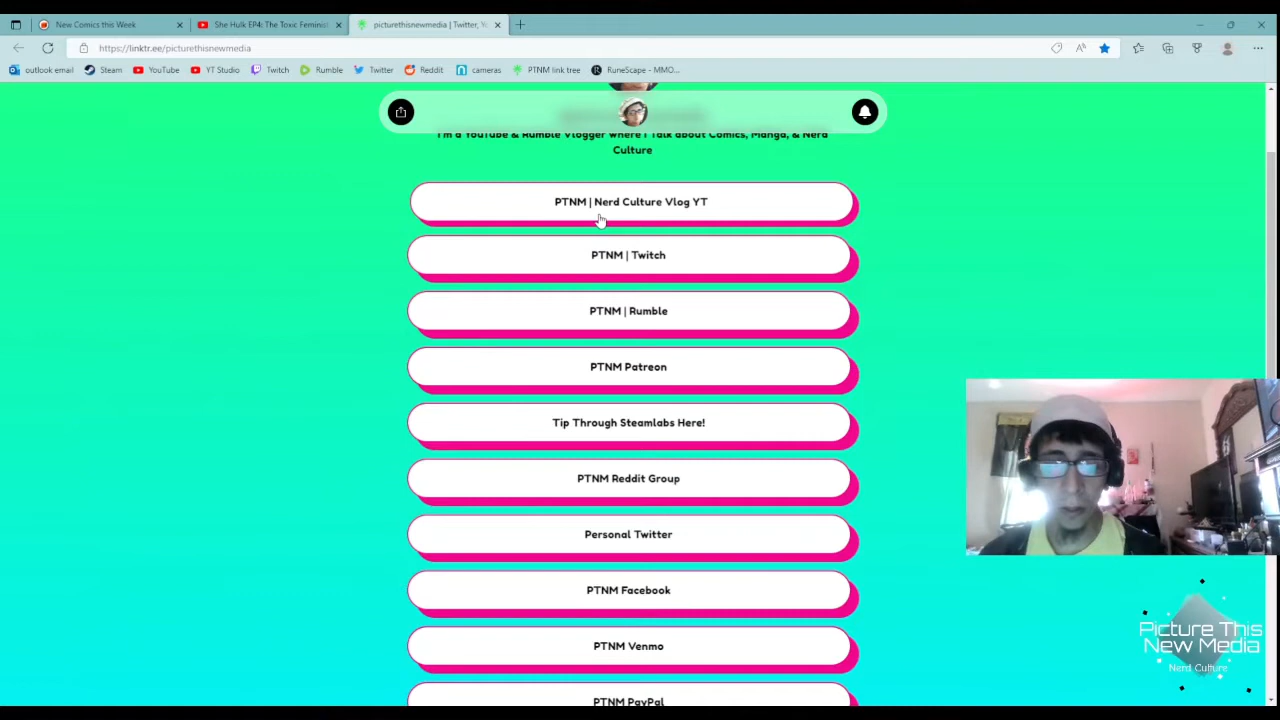 New Comics this Week
She Hulk EP4: The Toxic Feminist
picturethisnewmedia | Twitter, Y
https://linktr.ee/picturethisnewmedia
outlook email
Steam
YouTube
YT Studio
Twitch
Rumble
Twitter
Reddit
cameras
PTNM link tree
RuneScape - MMO...
I'm a YouTube & Rumble Vlogger where I Talk about Comics, Manga, & Nerd
Culture
PTNM | Nerd Culture Vlog YT
PTNM | Twitch
PTNM | Rumble
PTNM Patreon
Tip Through Steamlabs Here!
PTNM Reddit Group
Personal Twitter
PTNM Facebook
PTNM Venmo
PTNM PayPal
Picture This
New Media
Nerd Culture